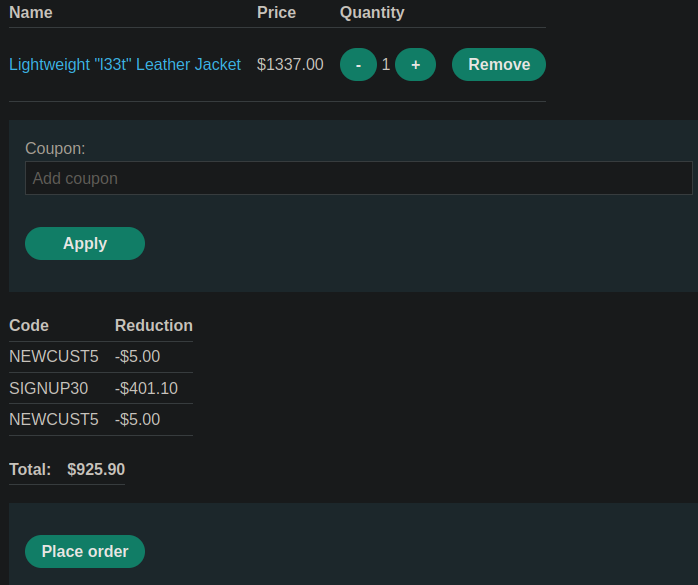 Name Price Quantity
Lightweight "l33t" Leather Jacket $1337.00 - 1 + Remove
Coupon:
Add coupon
Apply
Code Reduction
NEWCUST5 -$5.00
SIGNUP30 -$401.10
NEWCUST5 -$5.00
Total: $925.90
Place order